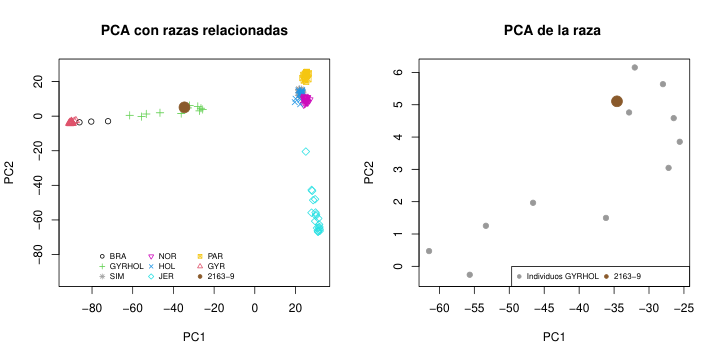 PCA con razas relacionadas
PC2
20
0
−20
−40
−60
−80
BRA
GYRHOL
SIM
NOR
HOL
JER
PAR
GYR
2163−9
−80 −60 −40 −20 0 20
PC1
PCA de la raza
PC2
6
5
4
3
2
1
0
Individuos GYRHOL 2163−9
−60 −55 −50 −45 −40 −35 −30 −25
PC1